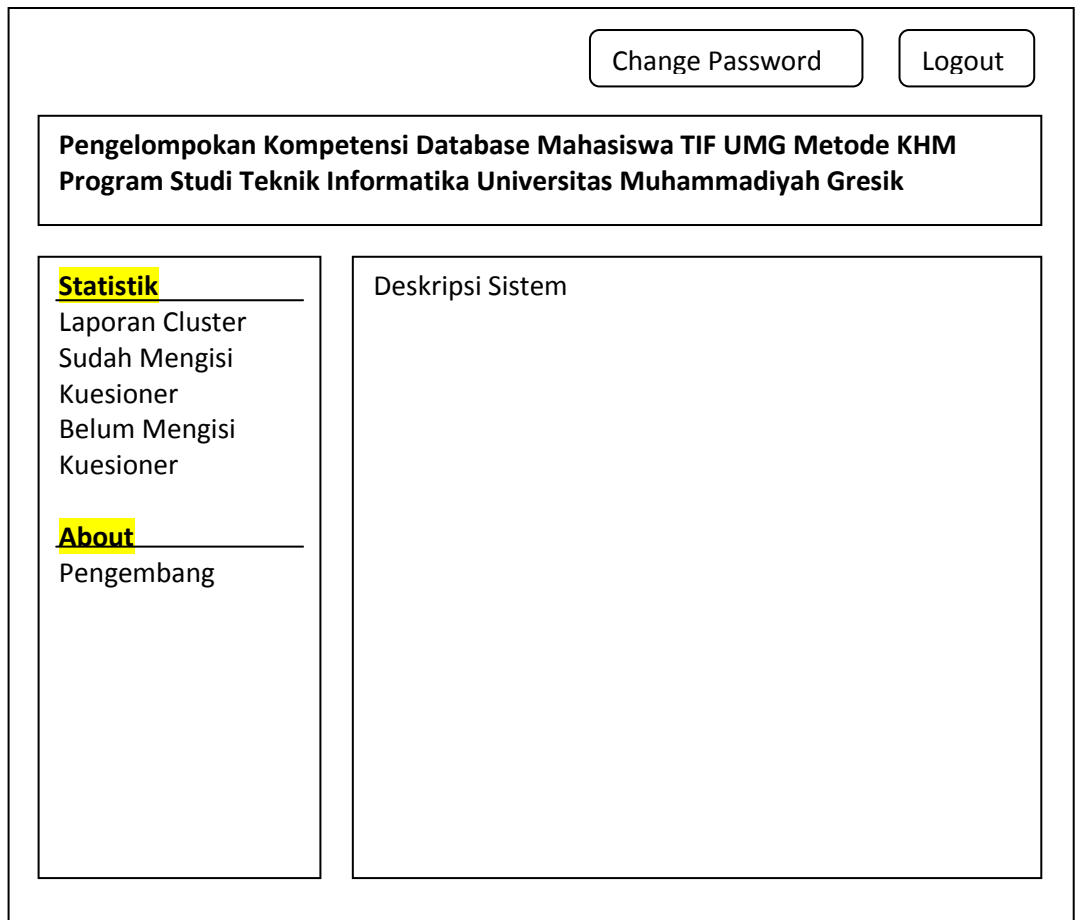 Change Password
Logout
Pengelompokan Kompetensi Database Mahasiswa TIF UMG Metode KHM
Program Studi Teknik Informatika Universitas Muhammadiyah Gresik
Statistik
Laporan Cluster
Sudah Mengisi
Kuesioner
Belum Mengisi
Kuesioner
About
Pengembang
Deskripsi Sistem